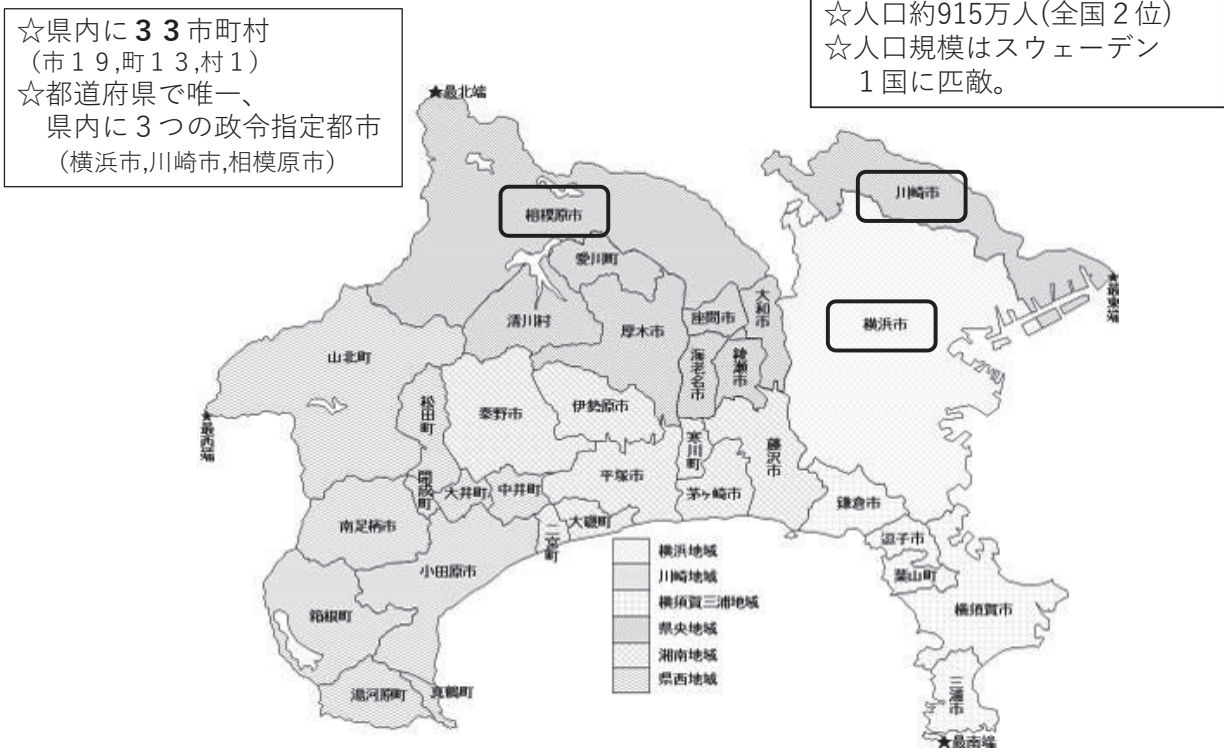 ☆県内に３３市町村
（市１９,町１３,村１）
☆都道府県で唯一、
県内に３つの政令指定都市
（横浜市,川崎市,相模原市）
☆人口約915万人(全国２位)
☆人口規模はスウェーデン
１国に匹敵。
★最北端
川崎市
相模原市
愛川町
★最東端
大和市
座間市
清川村
厚木市
横浜市
山北町
海老名市
綾瀬市
松田町
秦野市
伊勢原市
★最西端
寒川町
藤沢市
開成町
大井町
中井町
平塚市
茅ヶ崎市
鎌倉市
南足柄市
大磯町
二宮町
逗子市
小田原市
葉山町
横須賀市
箱根町
湯河原町
真鶴町
三浦市
★最南端
横浜地域
川崎地域
横須賀三浦地域
県央地域
湘南地域
県西地域